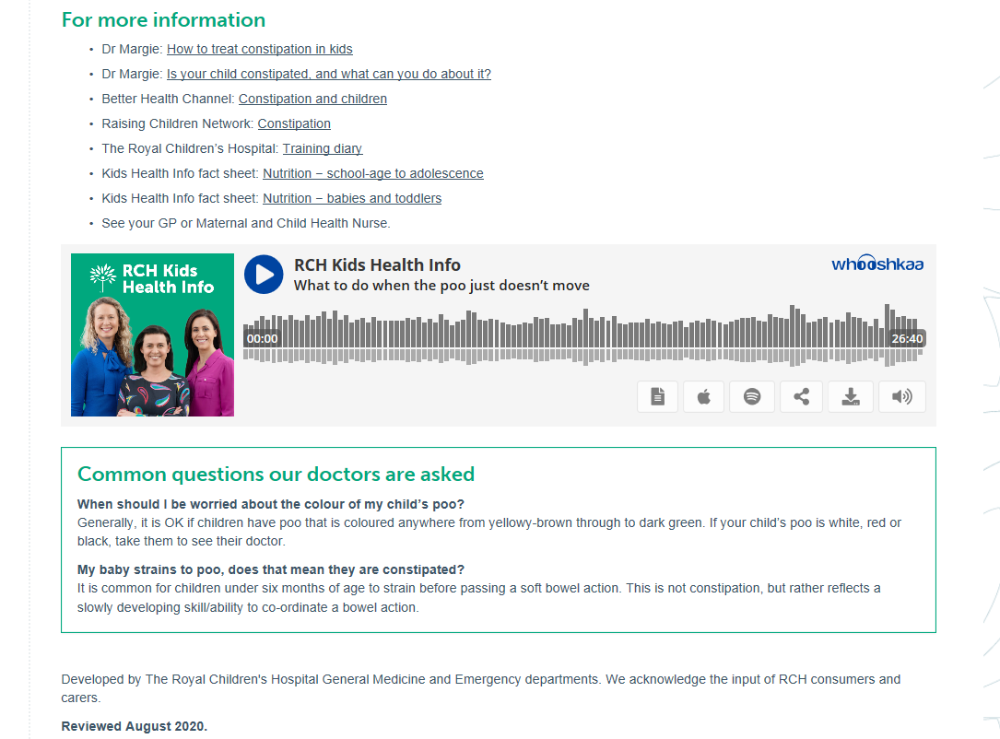 For more information
• Dr Margie: How to treat constipation in kids
• Dr Margie: Is your child constipated, and what can you do about it?
• Better Health Channel: Constipation and children
• Raising Children Network: Constipation
• The Royal Children’s Hospital: Training diary
• Kids Health Info fact sheet: Nutrition – school-age to adolescence
• Kids Health Info fact sheet: Nutrition – babies and toddlers
• See your GP or Maternal and Child Health Nurse.
RCH Kids
Health Info
RCH Kids Health Info
What to do when the poo just doesn’t move
whooshkaa
00:00
26:40
Common questions our doctors are asked
When should I be worried about the colour of my child’s poo?
Generally, it is OK if children have poo that is coloured anywhere from yellowy-brown through to dark green. If your child’s poo is white, red or
black, take them to see their doctor.
My baby strains to poo, does that mean they are constipated?
It is common for children under six months of age to strain before passing a soft bowel action. This is not constipation, but rather reflects a
slowly developing skill/ability to co-ordinate a bowel action.
Developed by The Royal Children's Hospital General Medicine and Emergency departments. We acknowledge the input of RCH consumers and
carers.
Reviewed August 2020.